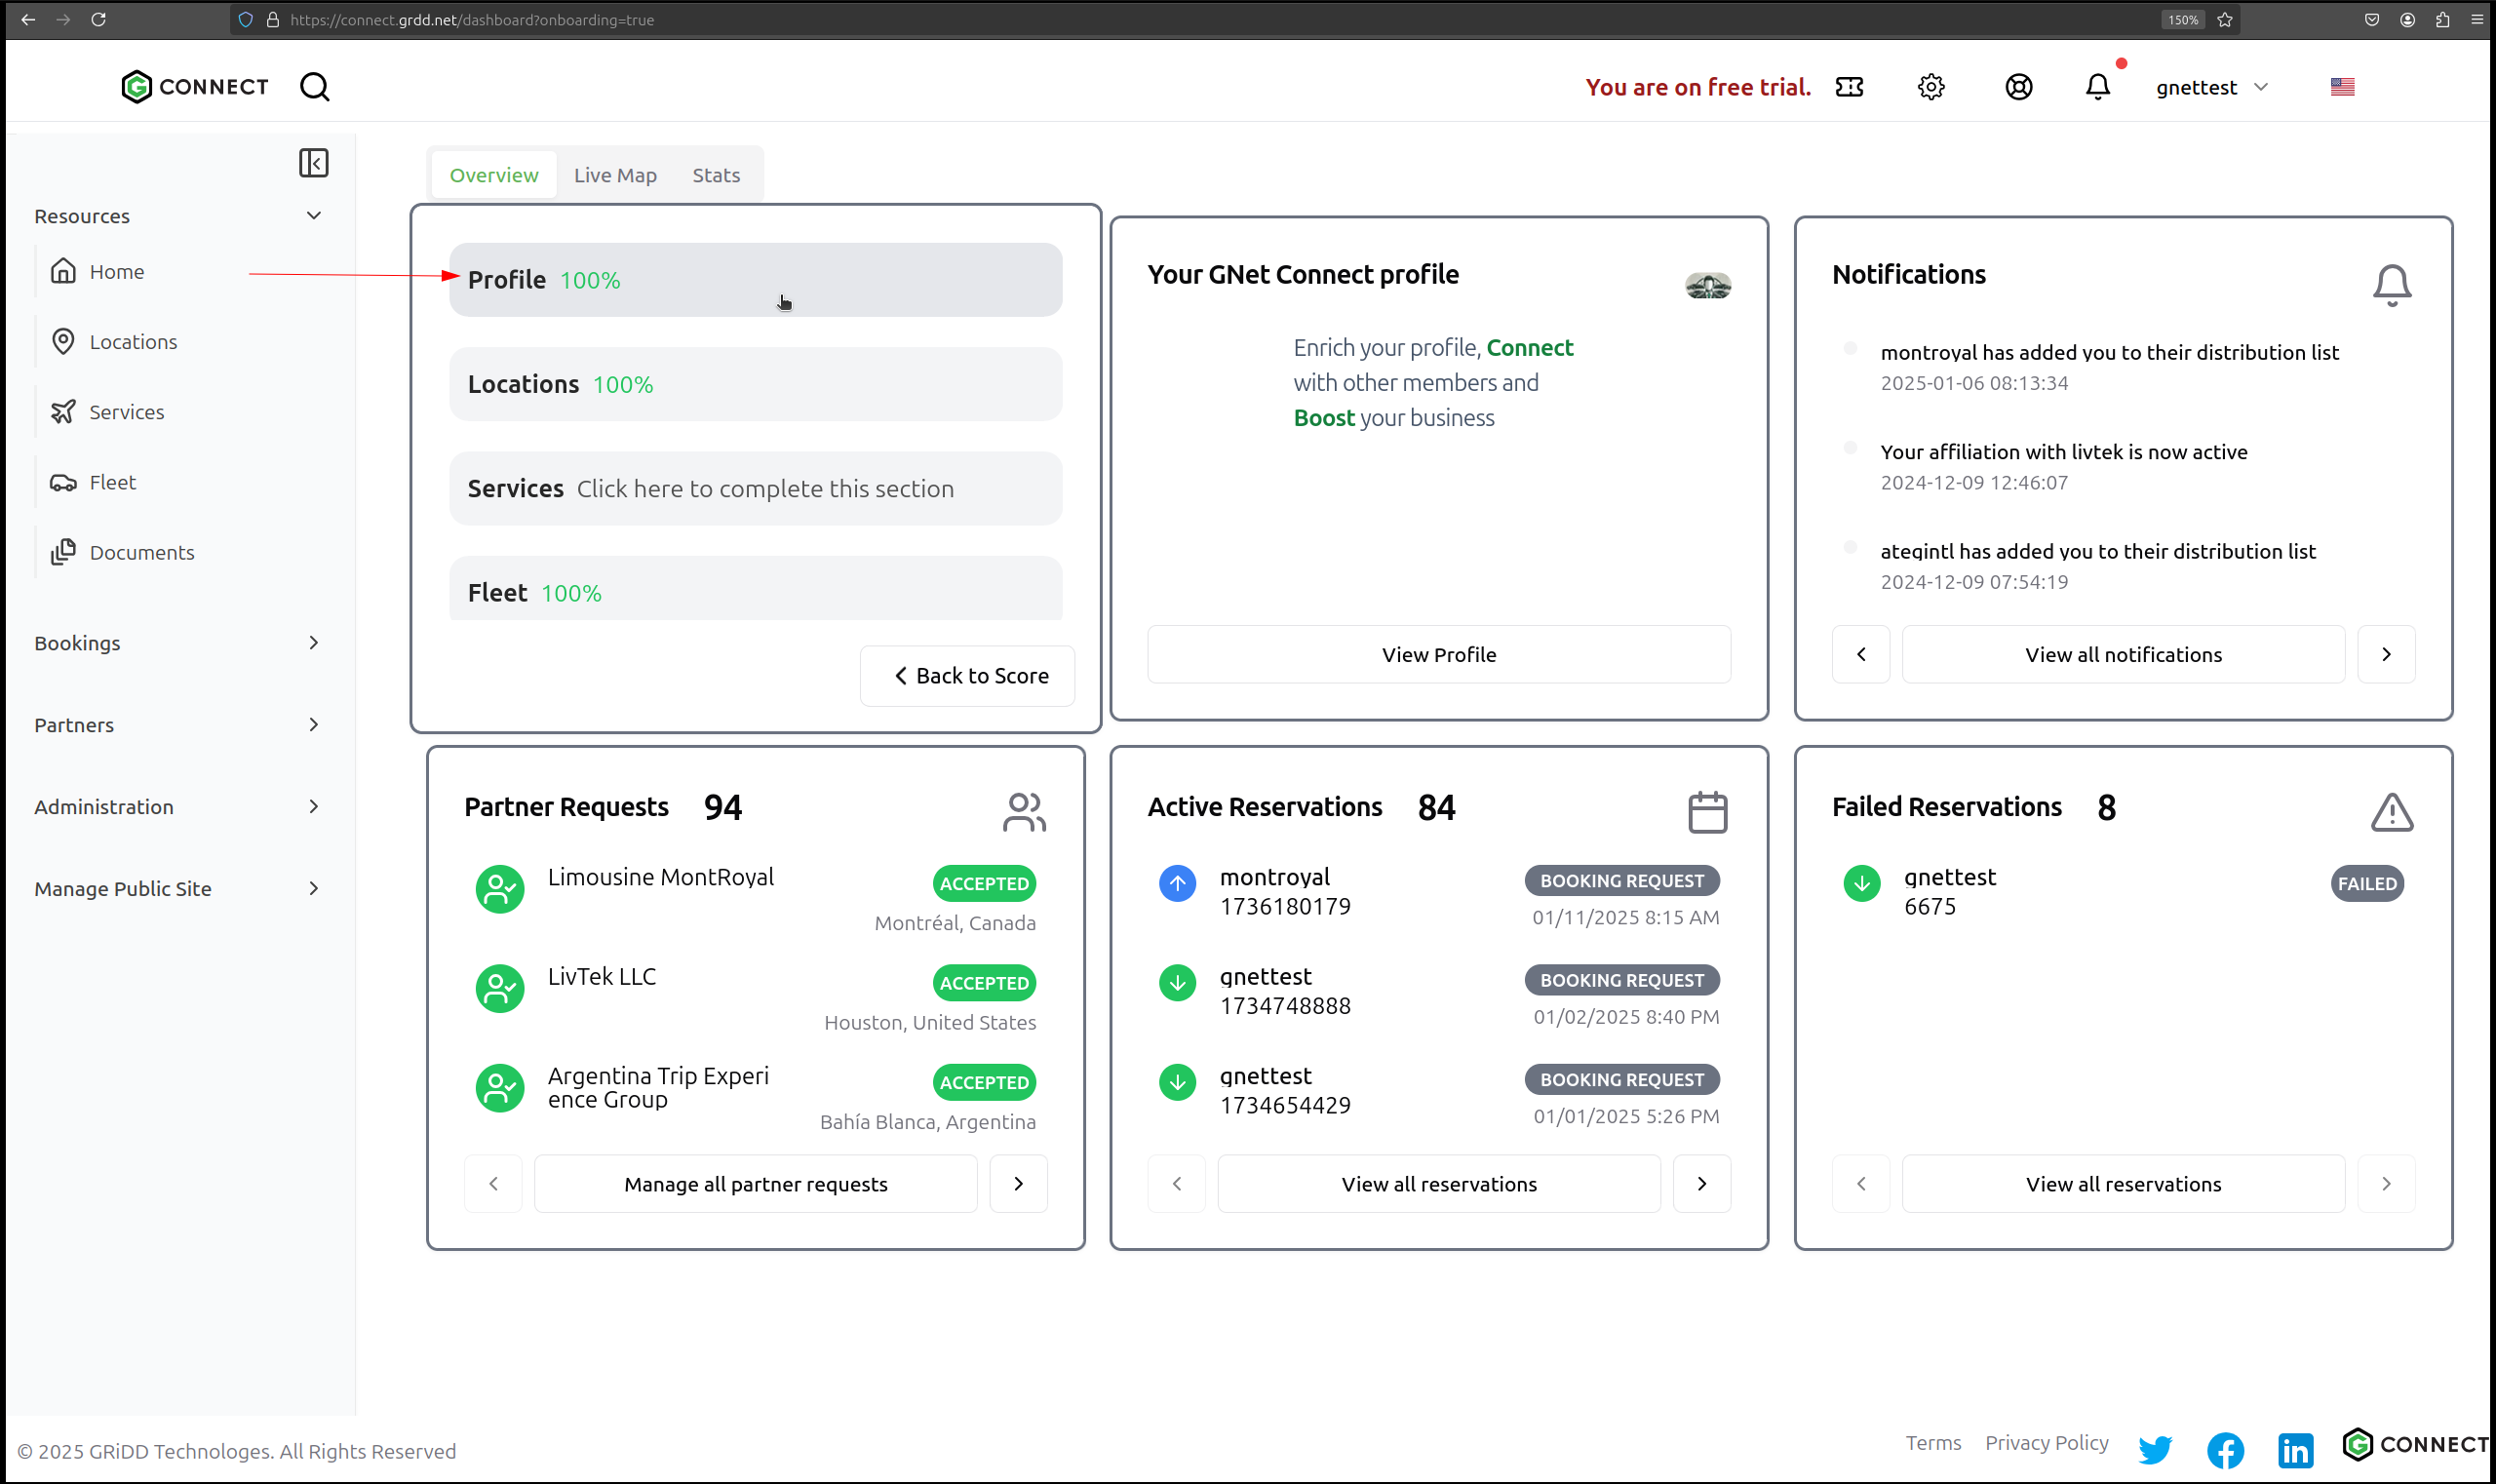 https://connect.grdd.net/dashboard?onboarding=true
150%
CONNECT
You are on free trial.
gnettest
Resources
Home
Locations
Services
Fleet
Documents
Bookings
Partners
Administration
Manage Public Site
Overview
Live Map
Stats
Profile 100%
Locations 100%
Services Click here to complete this section
Fleet 100%
Back to Score
Your GNet Connect profile
Enrich your profile, Connect
with other members and
Boost your business
View Profile
Notifications
montroyal has added you to their distribution list
2025-01-06 08:13:34
Your affiliation with livtek is now active
2024-12-09 12:46:07
ategintl has added you to their distribution list
2024-12-09 07:54:19
View all notifications
Partner Requests 94
Limousine MontRoyal
ACCEPTED
Montréal, Canada
LivTek LLC
ACCEPTED
Houston, United States
Argentina Trip Experi
ence Group
ACCEPTED
Bahía Blanca, Argentina
Manage all partner requests
Active Reservations 84
montroyal
1736180179
BOOKING REQUEST
01/11/2025 8:15 AM
gnettest
1734748888
BOOKING REQUEST
01/02/2025 8:40 PM
gnettest
1734654429
BOOKING REQUEST
01/01/2025 5:26 PM
View all reservations
Failed Reservations 8
gnettest
6675
FAILED
View all reservations
© 2025 GRiDD Technologes. All Rights Reserved
Terms
Privacy Policy
CONNECT